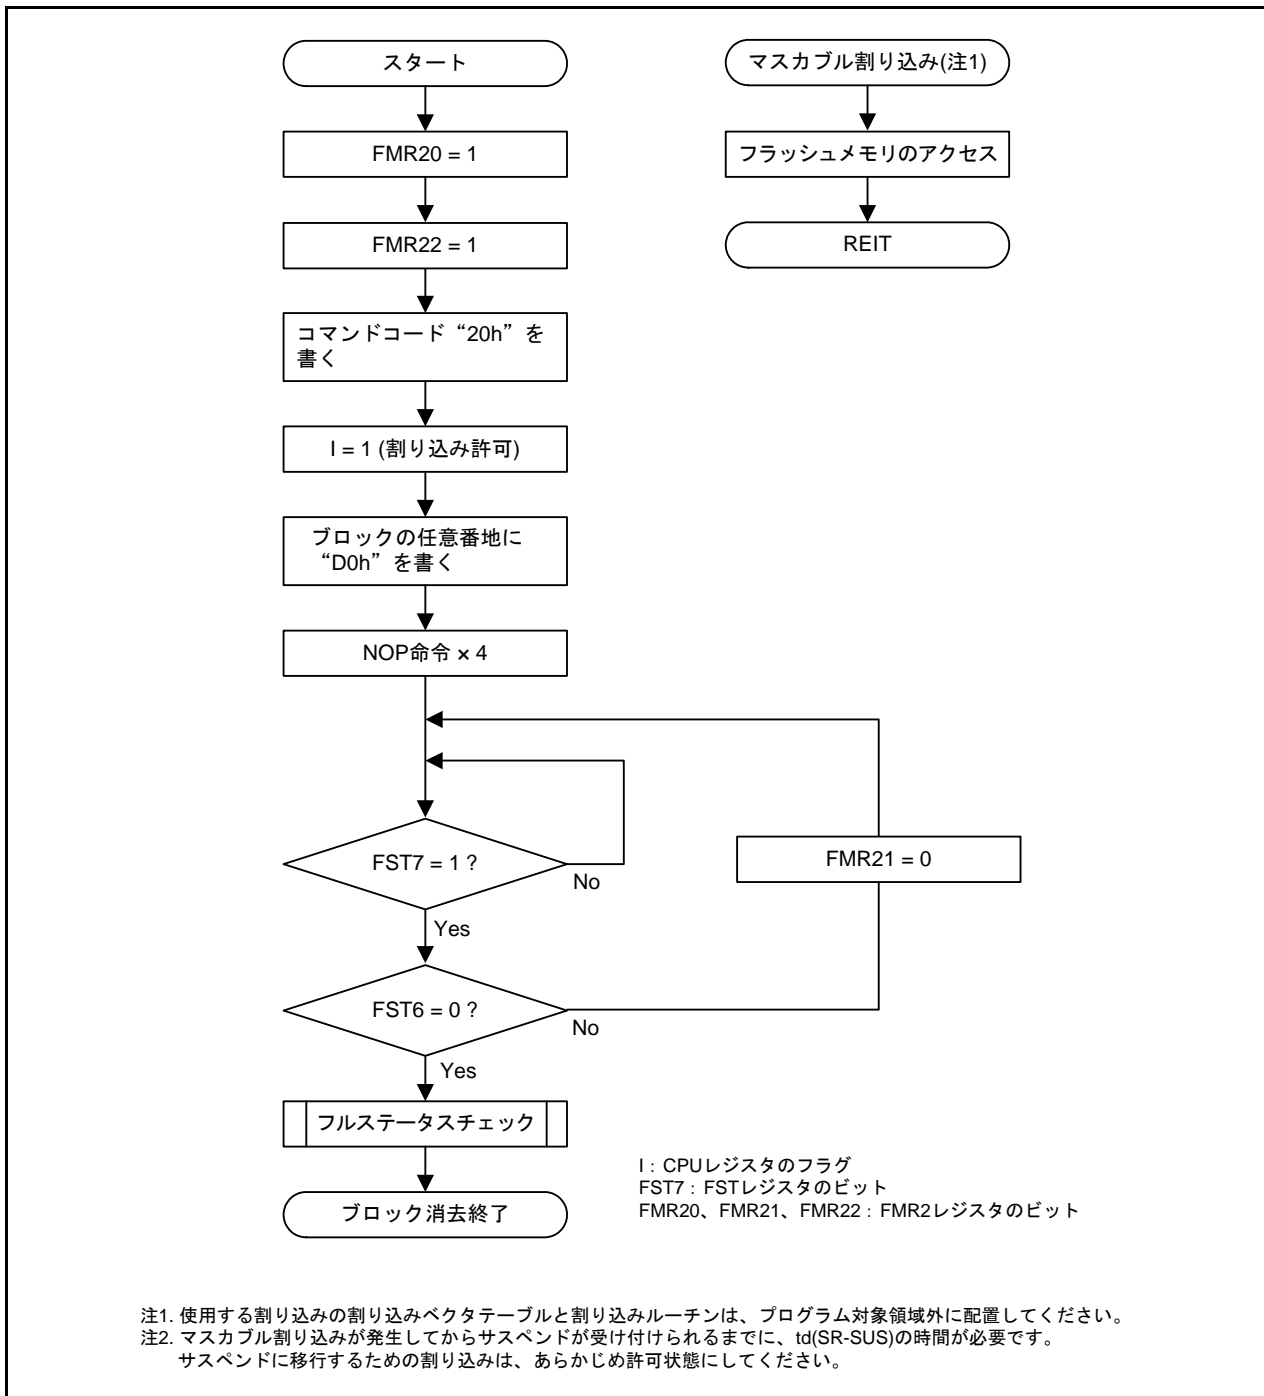 スタート
FMR20 = 1
FMR22 = 1
コマンドコード“20h”を
書く
I = 1 (割り込み許可)
ブロックの任意番地に
“D0h”を書く
NOP命令 × 4
FST7 = 1 ?
No
Yes
FMR21 = 0
FST6 = 0 ?
No
Yes
フルステータスチェック
ブロック消去終了
マスカブル割り込み(注1)
フラッシュメモリのアクセス
REIT
I : CPUレジスタのフラグ
FST7 : FSTレジスタのビット
FMR20、FMR21、FMR22 : FMR2レジスタのビット
注1. 使用する割り込みの割り込みベクタテーブルと割り込みルーチンは、プログラム対象領域外に配置してください。
注2. マスカブル割り込みが発生してからサスペンドが受け付けられるまでに、td(SR-SUS)の時間が必要です。
サスペンドに移行するための割り込みは、あらかじめ許可状態にしてください。